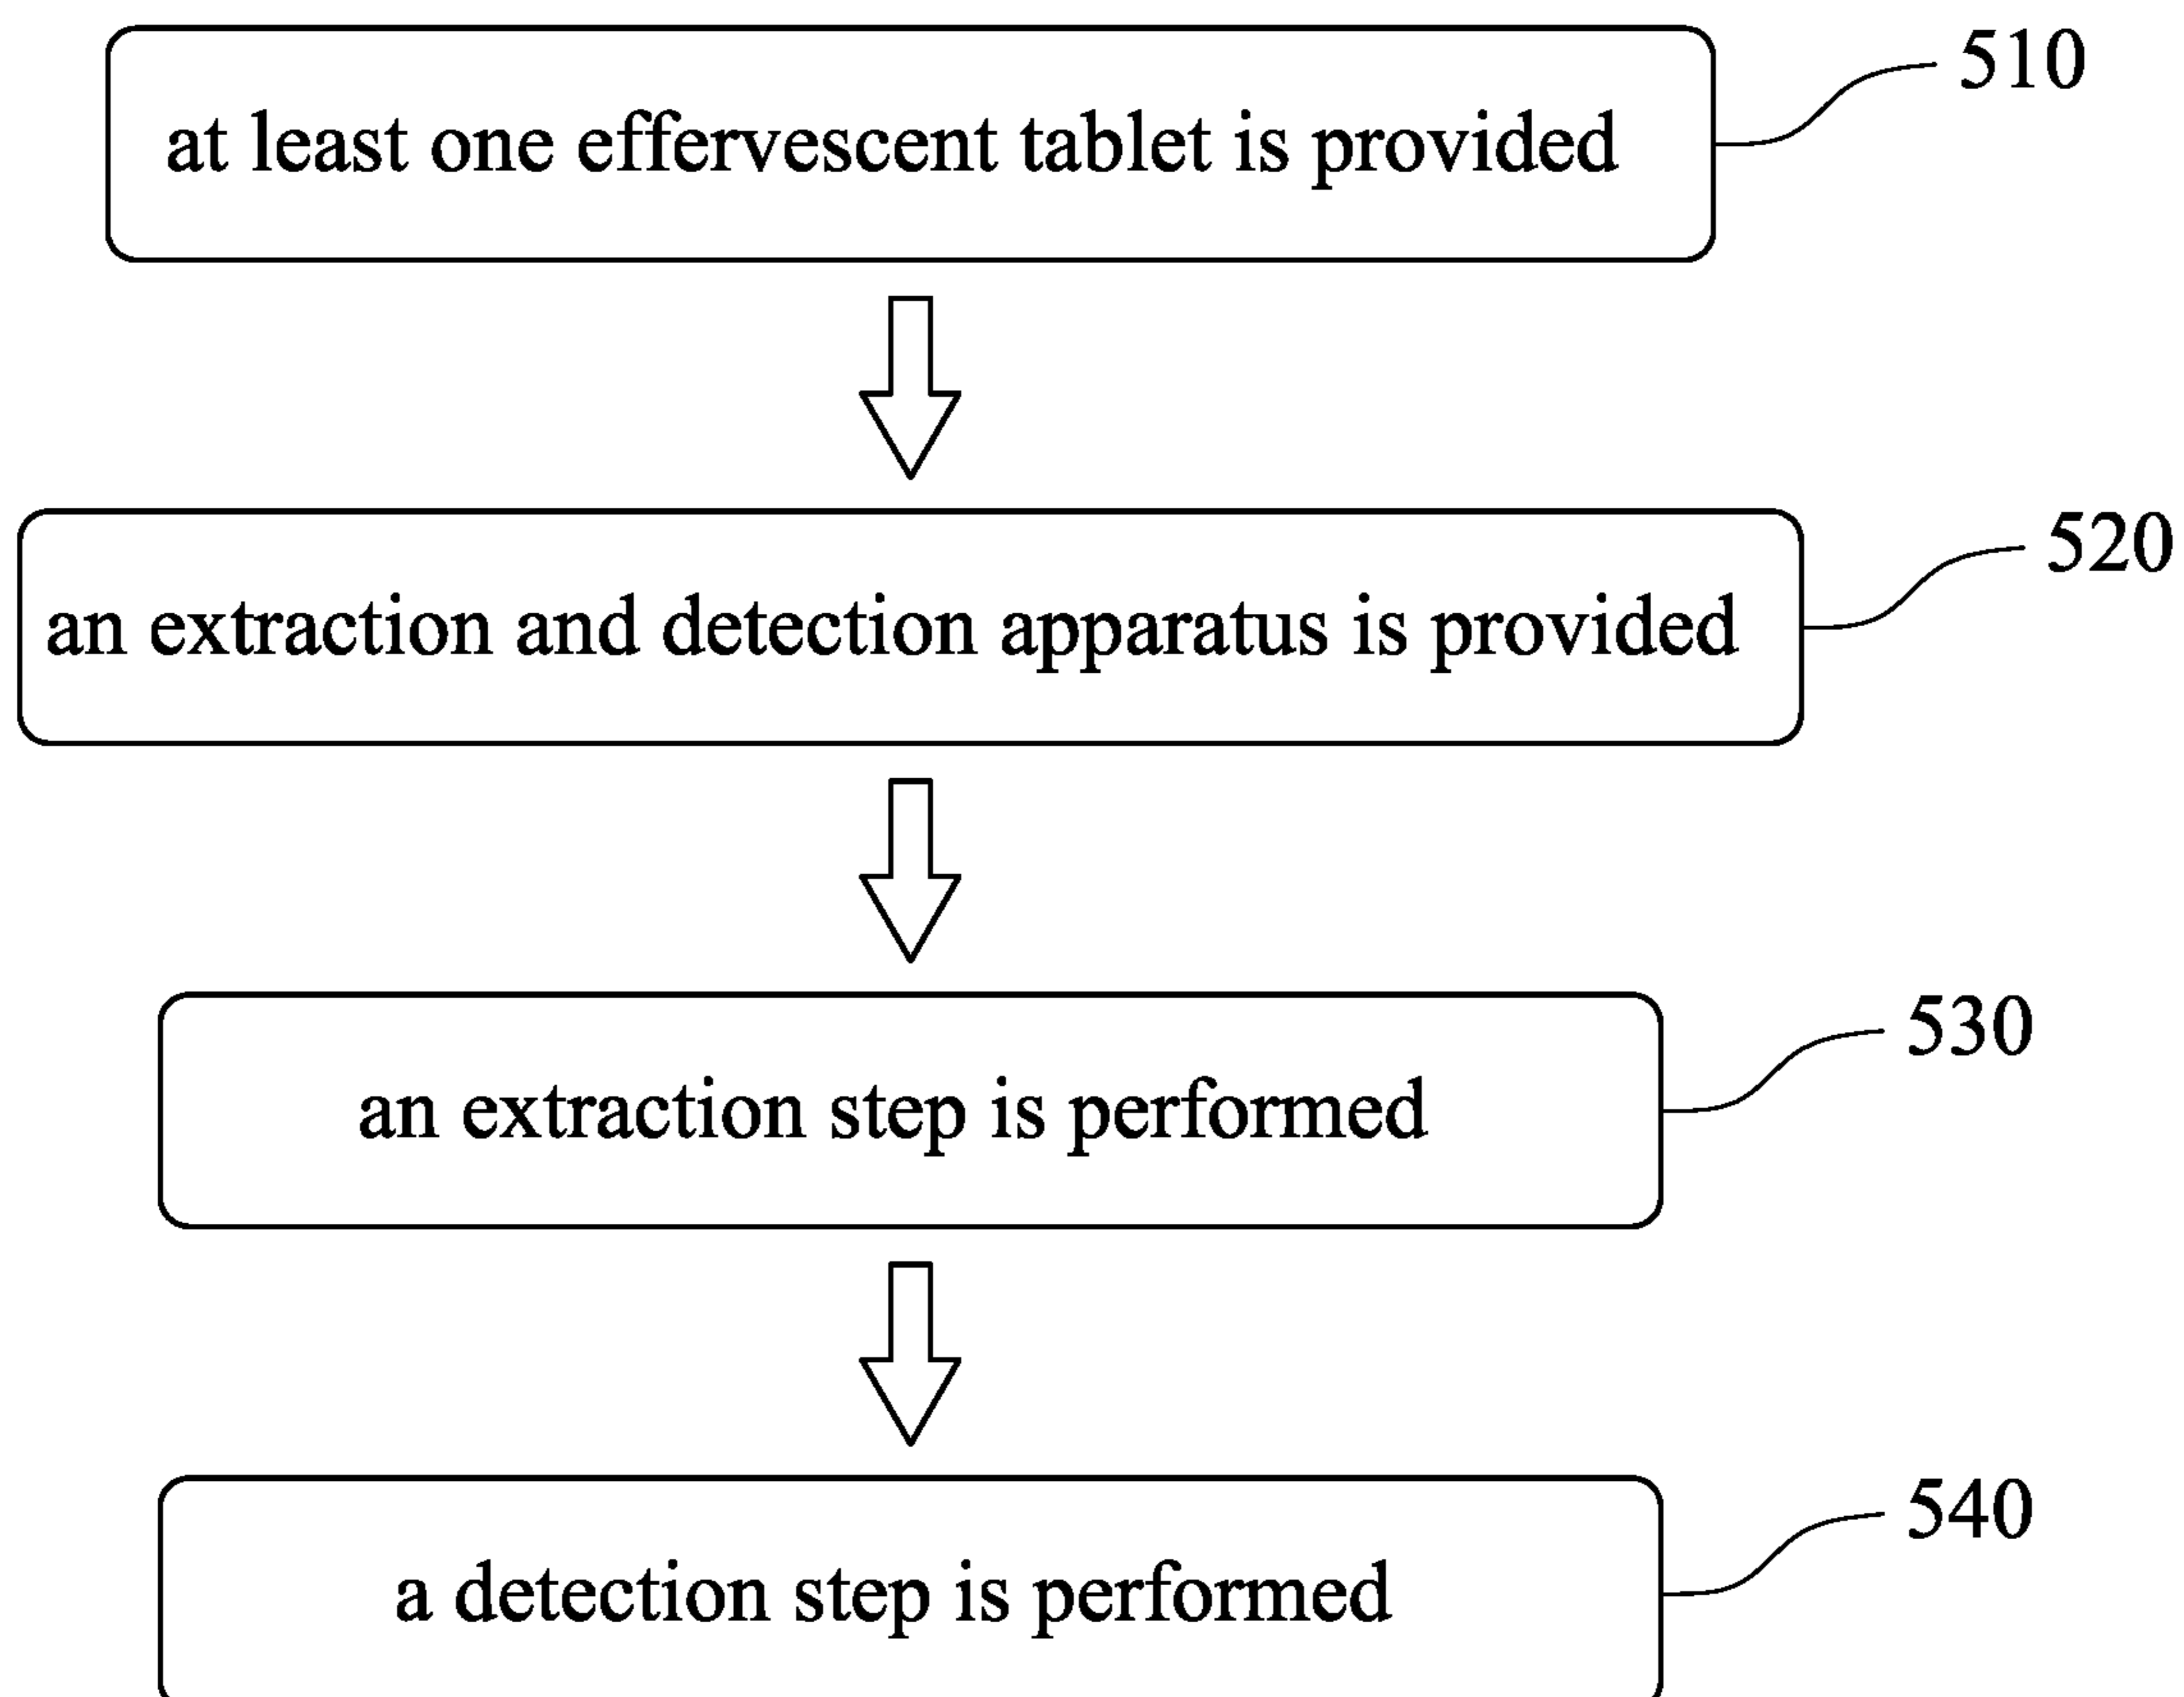 at least one effervescent tablet is provided
510
an extraction and detection apparatus is provided
520
an extraction step is performed
530
a detection step is performed
540